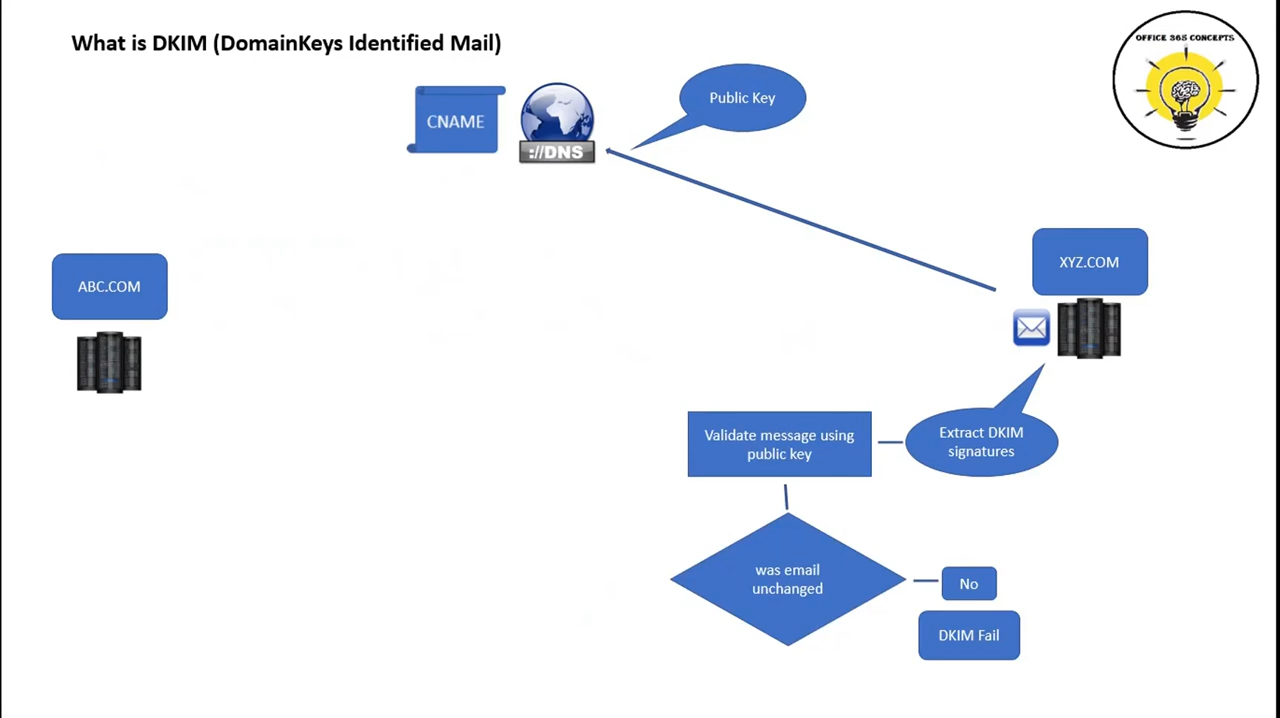 What is DKIM (DomainKeys Identified Mail)
OFFICE 365 CONCEPTS
Public Key
CNAME
://DNS
XYZ.COM
ABC.COM
Validate message using
public key
Extract DKIM
signatures
was email
unchanged
No
DKIM Fail